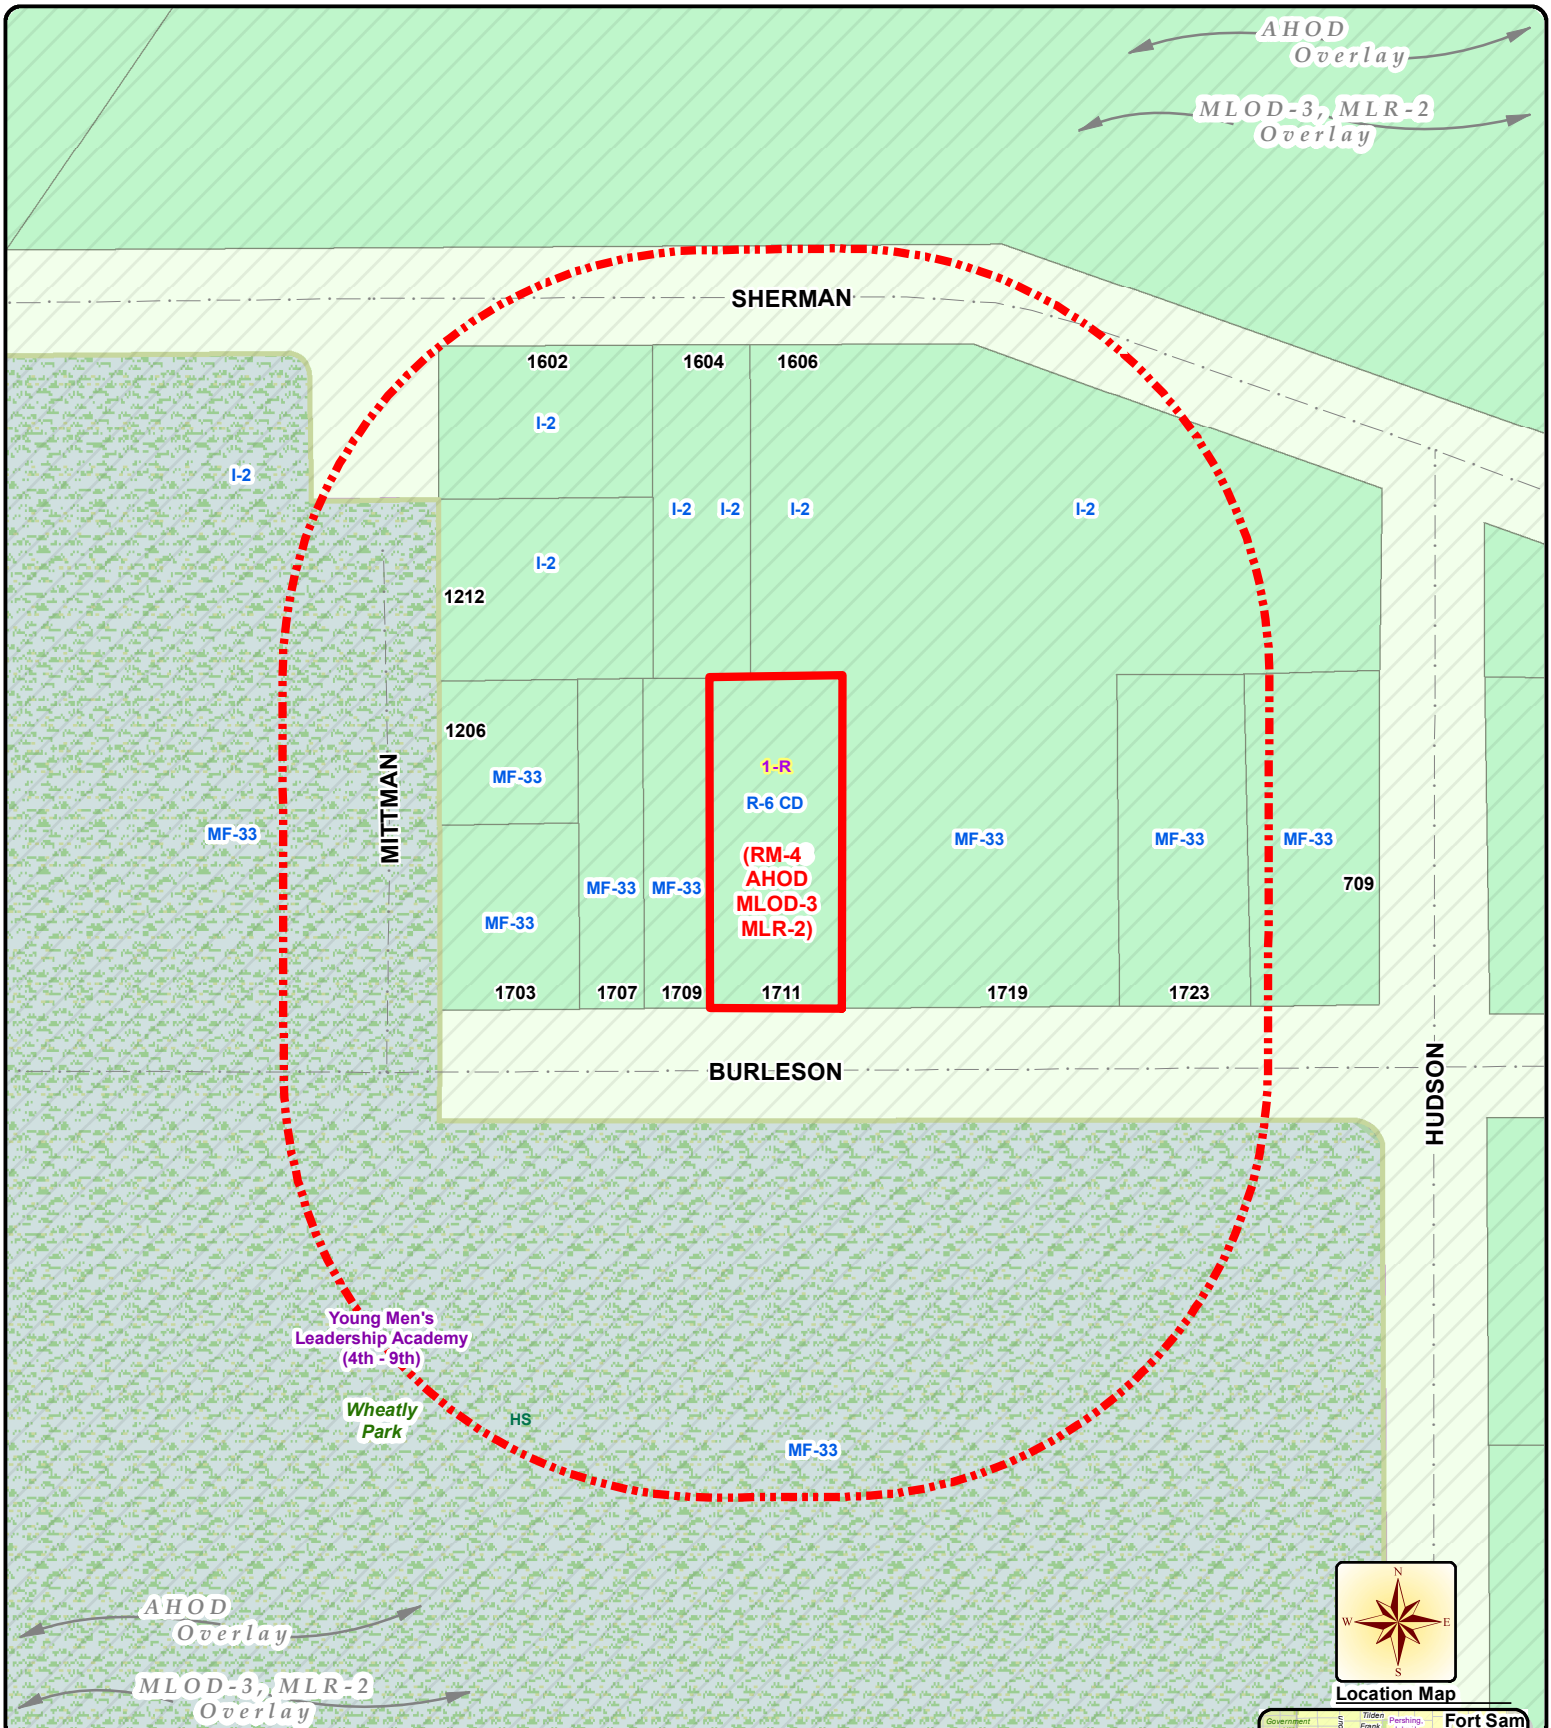 AHOD
Overlay
MLOD-3, MLR-2
Overlay
SHERMAN
1602
1604
1606
I-2
I-2
I-2
I-2
I-2
I-2
I-2
1212
1206
MITTMAN
MF-33
1-R
R-6 CD
MF-33
MF-33
MF-33
MF-33
(RM-4
AHOD
MLOD-3
MLR-2)
709
MF-33
MF-33
MF-33
1703
1707
1709
1711
1719
1723
BURLESON
HUDSON
Young Men's
Leadership Academy
(4th - 9th)
Wheatly
Park
HS
MF-33
AHOD
Overlay
MLOD-3, MLR-2
Overlay
N
W
E
S
Location Map
Government
Tilden
Frank
Pershing,
Fort Sam